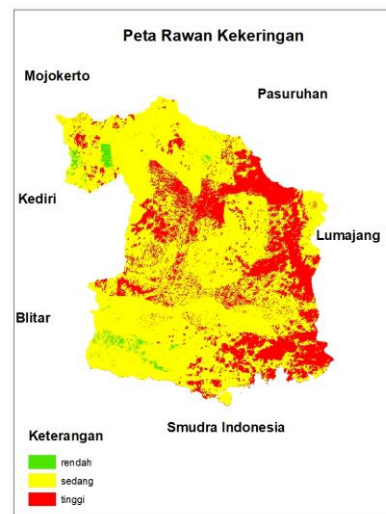 Peta Rawan Kekeringan
Mojokerto
Pasuruhan
Kediri
Lumajang
Blitar
Smudra Indonesia
Keterangan
rendah
sedang
tinggi